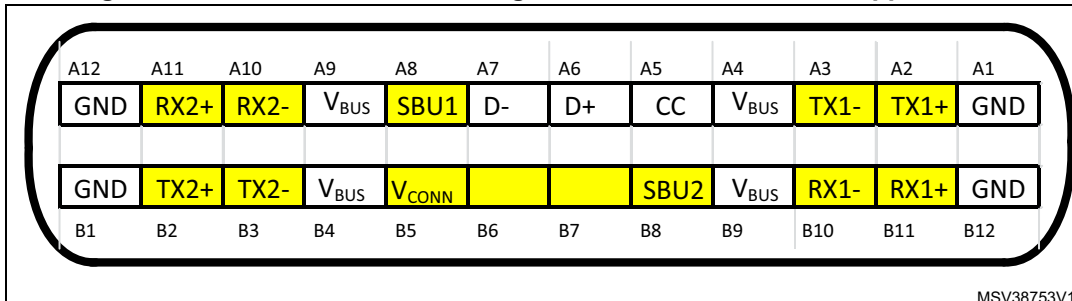 A12 A11 A10 A9 A8 A7 A6 A5 A4 A3 A2 A1
GND RX2+ RX2- VBUS SBU1 D- D+ CC VBUS TX1- TX1+ GND
GND TX2+ TX2- VBUS VCONN SBU2 VBUS RX1- RX1+ GND
B1 B2 B3 B4 B5 B6 B7 B8 B9 B10 B11 B12
MSV38753V1